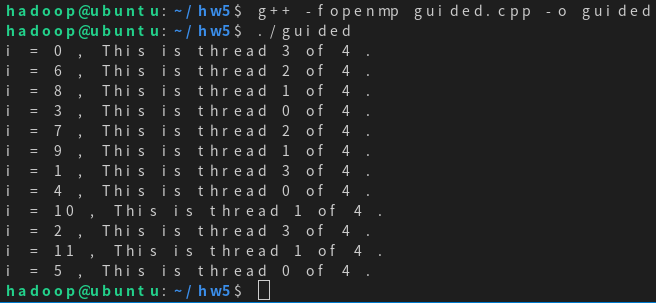 hadoop@ubuntu:~/hw5$ g++ -fopenmp guided.cpp -o guided
hadoop@ubuntu:~/hw5$ ./guided
i = 0 , This is thread 3 of 4 .
i = 6 , This is thread 2 of 4 .
i = 8 , This is thread 1 of 4 .
i = 3 , This is thread 0 of 4 .
i = 7 , This is thread 2 of 4 .
i = 9 , This is thread 1 of 4 .
i = 1 , This is thread 3 of 4 .
i = 4 , This is thread 0 of 4 .
i = 10 , This is thread 1 of 4 .
i = 2 , This is thread 3 of 4 .
i = 11 , This is thread 1 of 4 .
i = 5 , This is thread 0 of 4 .
hadoop@ubuntu:~/hw5$